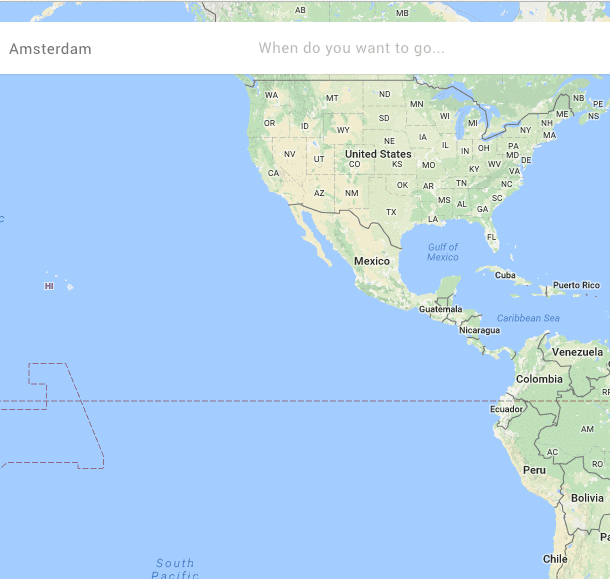 AB
MB
Amsterdam
When do you want to go...
WA
MT
ND
MN
NB
PE
ME
NS
OR
ID
WY
SD
WI
MI
NH
NY
MA
NV
UT
United States
NE
IA
IL
IN
OH
PA
MD
DE
CO
KS
MO
KY
WV
VA
CA
AZ
NM
OK
AR
TN
NC
MS
AL
GA
SC
TX
LA
FL
Gulf of
Mexico
Mexico
HI
Cuba
Puerto Rico
Guatemala
Caribbean Sea
Nicaragua
Venezuela
Colombia
Ecuador
AM
AC
RO
Peru
Bolivia
Chile
South
Pacific